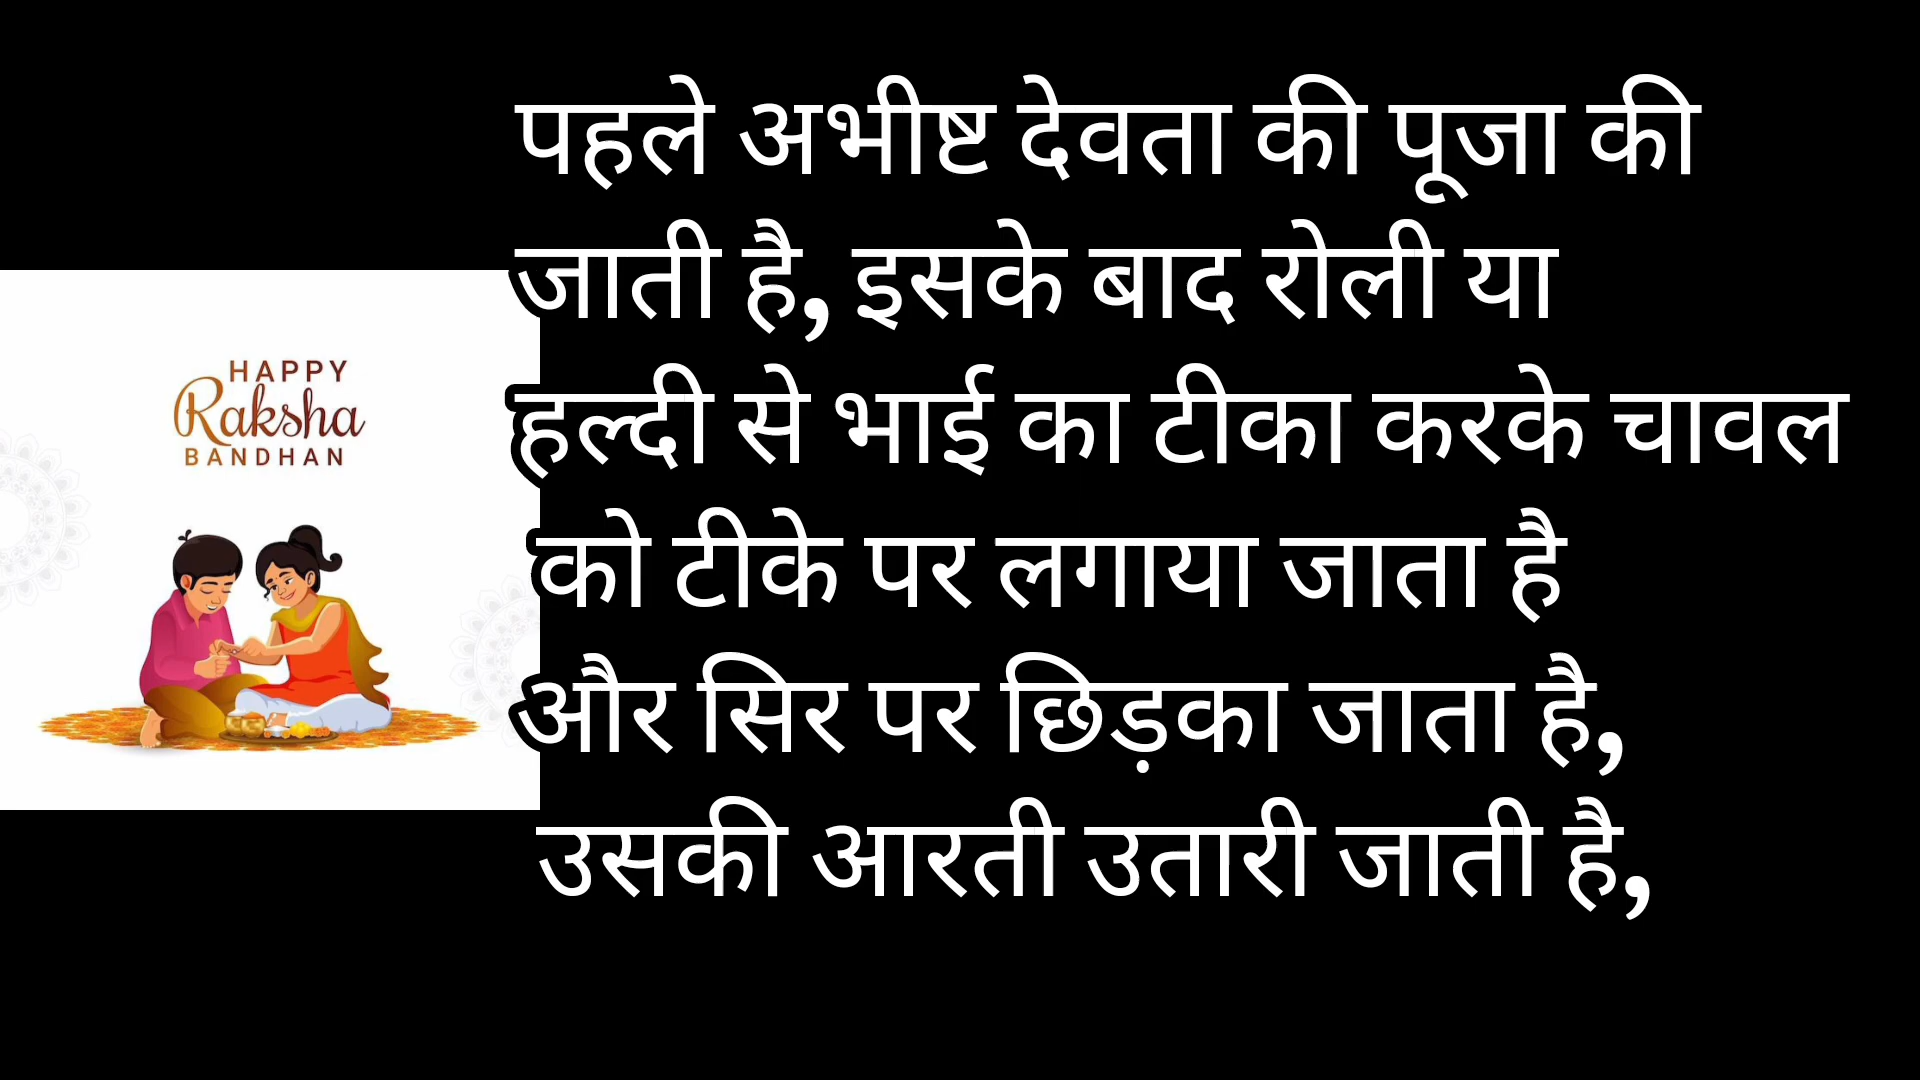 HAPPY
Raksha
BANDHAN
पहले अभीष्ट देवता की पूजा की
जाती है, इसके बाद रोली या
हल्दी से भाई का टीका करके चावल
को टीके पर लगाया जाता है
और सिर पर छिड़का जाता है,
उसकी आरती उतारी जाती है,